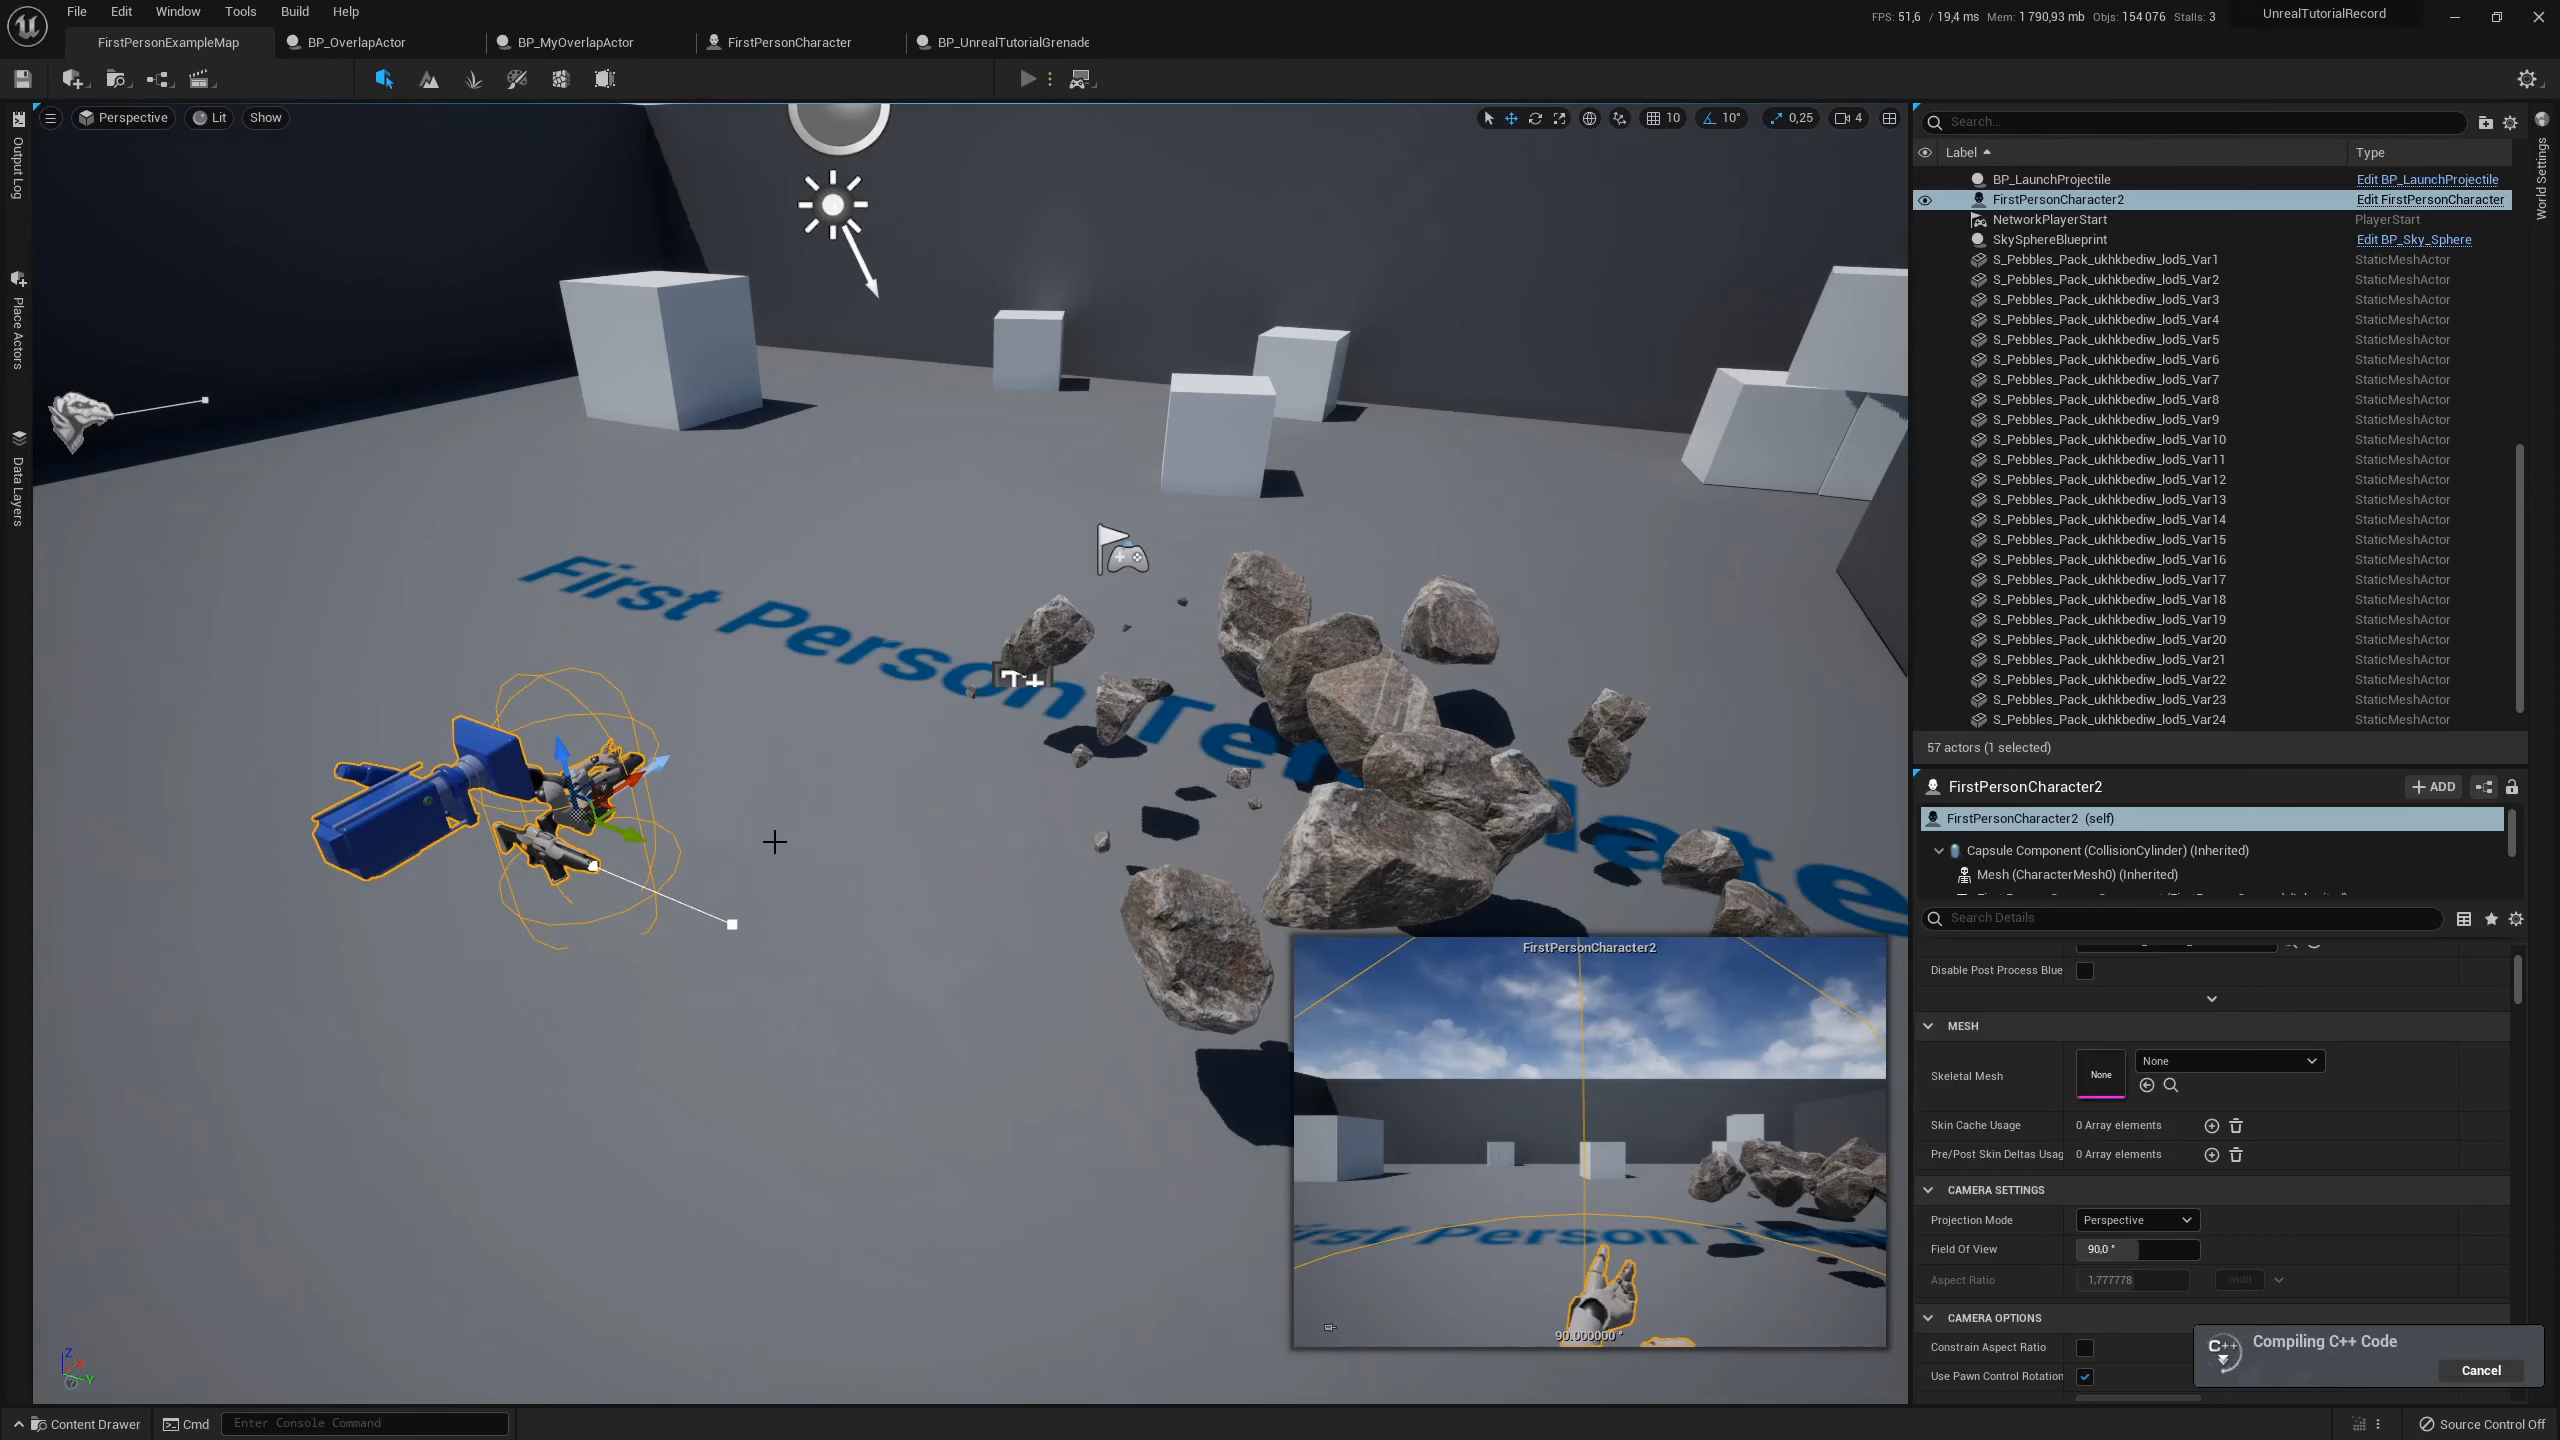 File Edit Window Tools Build Help
FPS: 51,6 / 19,4 ms Mem: 1 790,93 mb Objs: 154 076 Stalls: 3
UnrealTutorialRecord
FirstPersonExampleMap
BP_OverlapActor
BP_MyOverlapActor
FirstPersonCharacter
BP_UnrealTutorialGrenade
Output Log
Place Actors
Data Layers
Perspective
Lit
Show
10
10°
0,25
4
First Person Template
FirstPersonCharacter2
90.000000 °
Z
X
Y
World Settings
Search...
Label Type
BP_LaunchProjectile Edit BP_LaunchProjectile
FirstPersonCharacter2 Edit FirstPersonCharacter
NetworkPlayerStart PlayerStart
SkySphereBlueprint Edit BP_Sky_Sphere
S_Pebbles_Pack_ukhkbediw_lod5_Var1 StaticMeshActor
S_Pebbles_Pack_ukhkbediw_lod5_Var2 StaticMeshActor
S_Pebbles_Pack_ukhkbediw_lod5_Var3 StaticMeshActor
S_Pebbles_Pack_ukhkbediw_lod5_Var4 StaticMeshActor
S_Pebbles_Pack_ukhkbediw_lod5_Var5 StaticMeshActor
S_Pebbles_Pack_ukhkbediw_lod5_Var6 StaticMeshActor
S_Pebbles_Pack_ukhkbediw_lod5_Var7 StaticMeshActor
S_Pebbles_Pack_ukhkbediw_lod5_Var8 StaticMeshActor
S_Pebbles_Pack_ukhkbediw_lod5_Var9 StaticMeshActor
S_Pebbles_Pack_ukhkbediw_lod5_Var10 StaticMeshActor
S_Pebbles_Pack_ukhkbediw_lod5_Var11 StaticMeshActor
S_Pebbles_Pack_ukhkbediw_lod5_Var12 StaticMeshActor
S_Pebbles_Pack_ukhkbediw_lod5_Var13 StaticMeshActor
S_Pebbles_Pack_ukhkbediw_lod5_Var14 StaticMeshActor
S_Pebbles_Pack_ukhkbediw_lod5_Var15 StaticMeshActor
S_Pebbles_Pack_ukhkbediw_lod5_Var16 StaticMeshActor
S_Pebbles_Pack_ukhkbediw_lod5_Var17 StaticMeshActor
S_Pebbles_Pack_ukhkbediw_lod5_Var18 StaticMeshActor
S_Pebbles_Pack_ukhkbediw_lod5_Var19 StaticMeshActor
S_Pebbles_Pack_ukhkbediw_lod5_Var20 StaticMeshActor
S_Pebbles_Pack_ukhkbediw_lod5_Var21 StaticMeshActor
S_Pebbles_Pack_ukhkbediw_lod5_Var22 StaticMeshActor
S_Pebbles_Pack_ukhkbediw_lod5_Var23 StaticMeshActor
S_Pebbles_Pack_ukhkbediw_lod5_Var24 StaticMeshActor
57 actors (1 selected)
FirstPersonCharacter2
ADD
FirstPersonCharacter2 (self)
Capsule Component (CollisionCylinder) (Inherited)
Mesh (CharacterMesh0) (Inherited)
Search Details
Disable Post Process Blue
MESH
Skeletal Mesh None None
Skin Cache Usage 0 Array elements
Pre/Post Skin Deltas Usag 0 Array elements
CAMERA SETTINGS
Projection Mode Perspective
Field Of View 90,0 °
Aspect Ratio 1,777778 width
CAMERA OPTIONS
Constrain Aspect Ratio
Use Pawn Control Rotation
C++
Compiling C++ Code
Cancel
Content Drawer
Cmd
Enter Console Command
Source Control Off